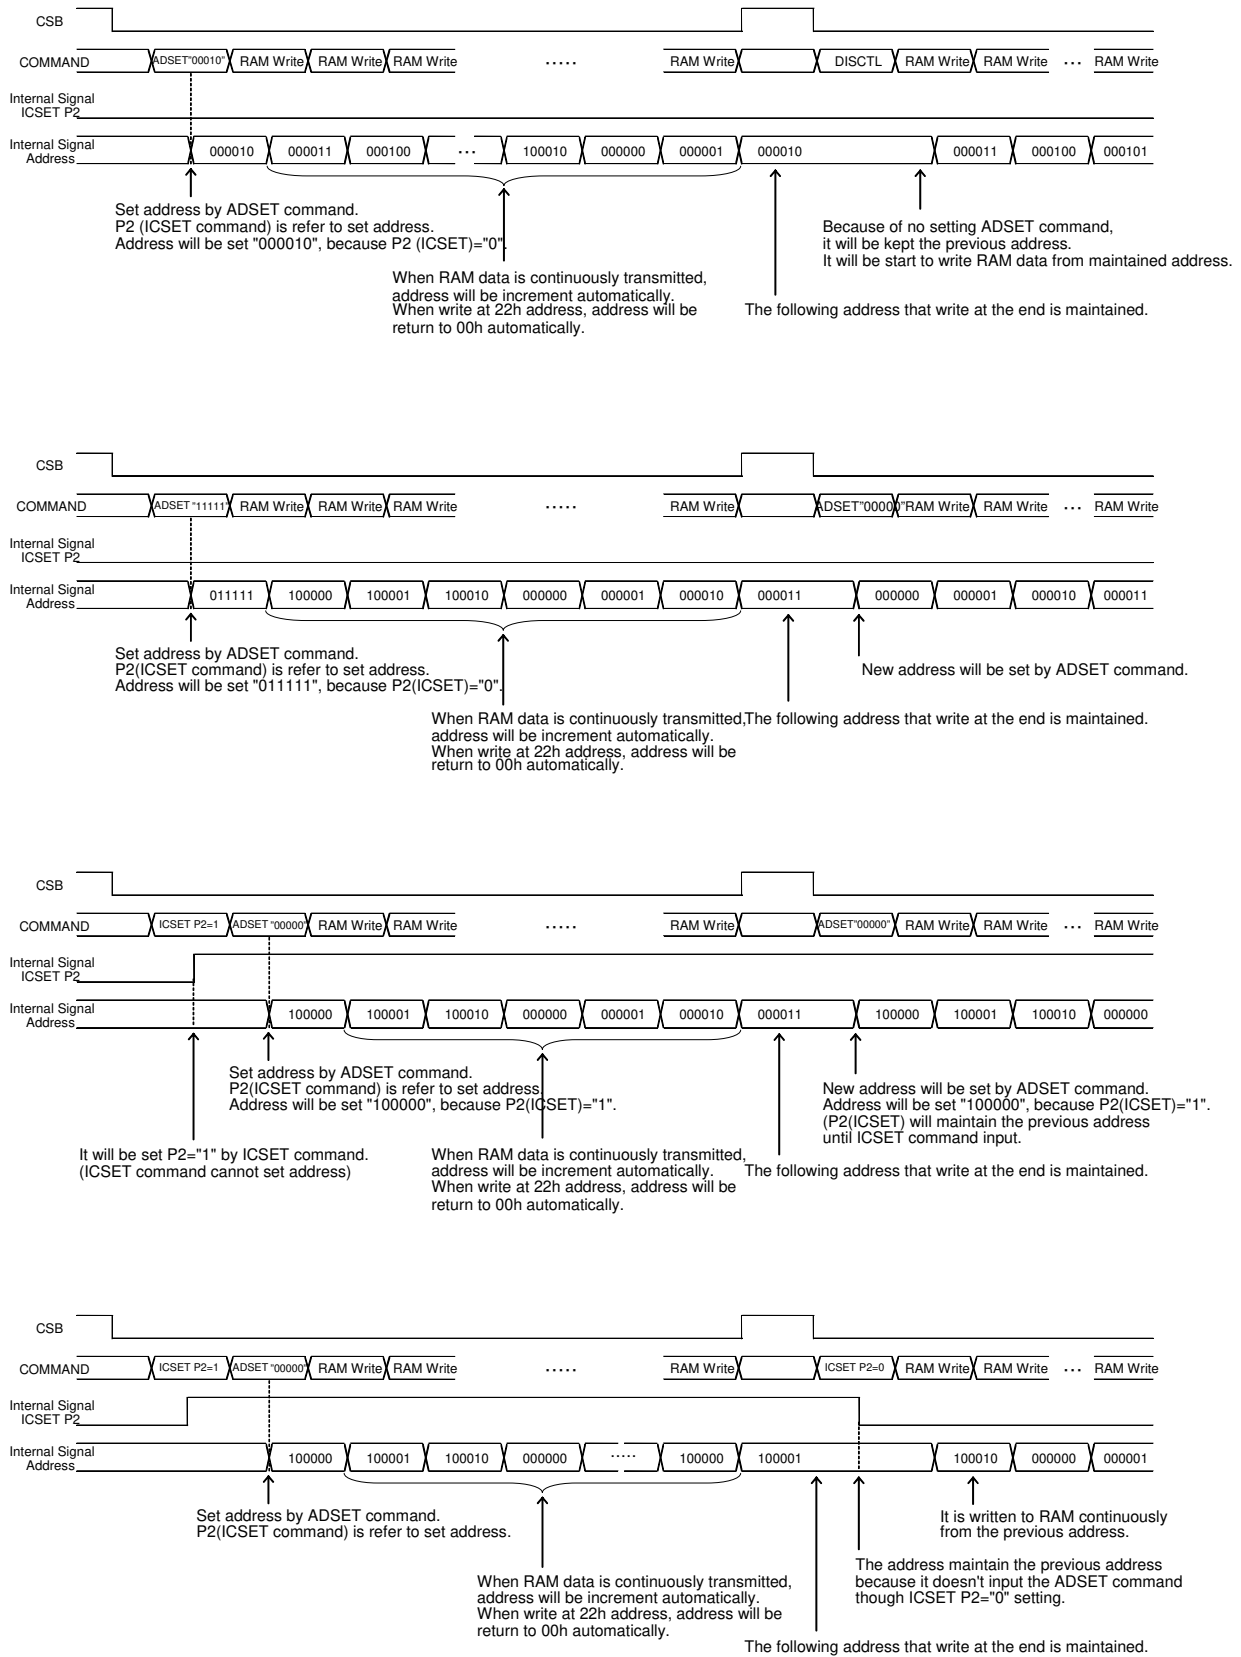 CSB
COMMAND ADSET"00010" RAM Write RAM Write RAM Write ..... RAM Write DISCTL RAM Write RAM Write ... RAM Write
Internal Signal
ICSET P2
Internal Signal
Address
000010 000011 000100 ... 100010 000000 000001 000010 000011 000100 000101
Set address by ADSET command.
P2 (ICSET command) is refer to set address.
Address will be set "000010", because P2 (ICSET)="0".
When RAM data is continuously transmitted,
address will be increment automatically.
When write at 22h address, address will be
return to 00h automatically.
Because of no setting ADSET command,
it will be kept the previous address.
It will be start to write RAM data from maintained address.
The following address that write at the end is maintained.
CSB
COMMAND ADSET "11111" RAM Write RAM Write RAM Write ..... RAM Write ADSET"00000" RAM Write RAM Write ... RAM Write
Internal Signal
ICSET P2
Internal Signal
Address
011111 100000 100001 100010 000000 000001 000010 000011 000000 000001 000010 000011
Set address by ADSET command.
P2(ICSET command) is refer to set address.
Address will be set "011111", because P2(ICSET)="0".
New address will be set by ADSET command.
When RAM data is continuously transmitted,
address will be increment automatically.
When write at 22h address, address will be
return to 00h automatically.
The following address that write at the end is maintained.
CSB
COMMAND ICSET P2=1 ADSET "00000" RAM Write RAM Write ..... RAM Write ADSET"00000" RAM Write RAM Write ... RAM Write
Internal Signal
ICSET P2
Internal Signal
Address
100000 100001 100010 000000 000001 000010 000011 100000 100001 100010 000000
Set address by ADSET command.
P2(ICSET command) is refer to set address.
Address will be set "100000", because P2(ICSET)="1".
New address will be set by ADSET command.
Address will be set "100000", because P2(ICSET)="1".
(P2(ICSET) will maintain the previous address
until ICSET command input.
It will be set P2="1" by ICSET command.
(ICSET command cannot set address)
When RAM data is continuously transmitted,
address will be increment automatically.
When write at 22h address, address will be
return to 00h automatically.
The following address that write at the end is maintained.
CSB
COMMAND ICSET P2=1 ADSET "00000" RAM Write RAM Write ..... RAM Write ICSET P2=0 RAM Write RAM Write ... RAM Write
Internal Signal
ICSET P2
Internal Signal
Address
100000 100001 100010 000000 ..... 100000 100001 100010 000000 000001
Set address by ADSET command.
P2(ICSET command) is refer to set address.
It is written to RAM continuously
from the previous address.
The address maintain the previous address
because it doesn't input the ADSET command
though ICSET P2="0" setting.
When RAM data is continuously transmitted,
address will be increment automatically.
When write at 22h address, address will be
return to 00h automatically.
The following address that write at the end is maintained.